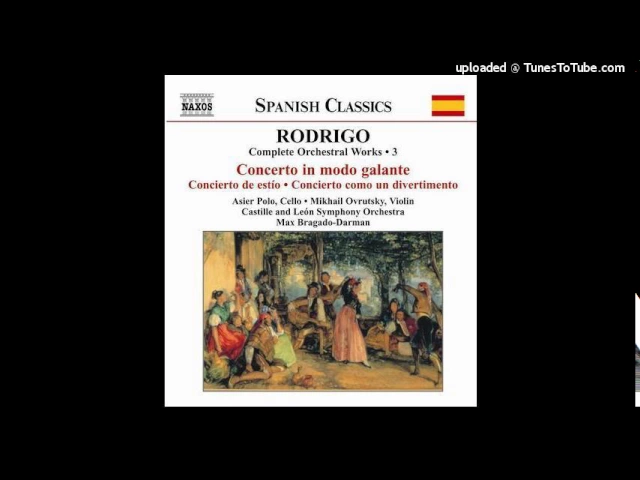 uploaded @ TunesToTube.com
NAXOS
SPANISH CLASSICS
RODRIGO
Complete Orchestral Works • 3
Concerto in modo galante
Concierto de estío • Concierto como un divertimento
Asier Polo, Cello • Mikhail Ovrutsky, Violin
Castille and León Symphony Orchestra
Max Bragado-Darman